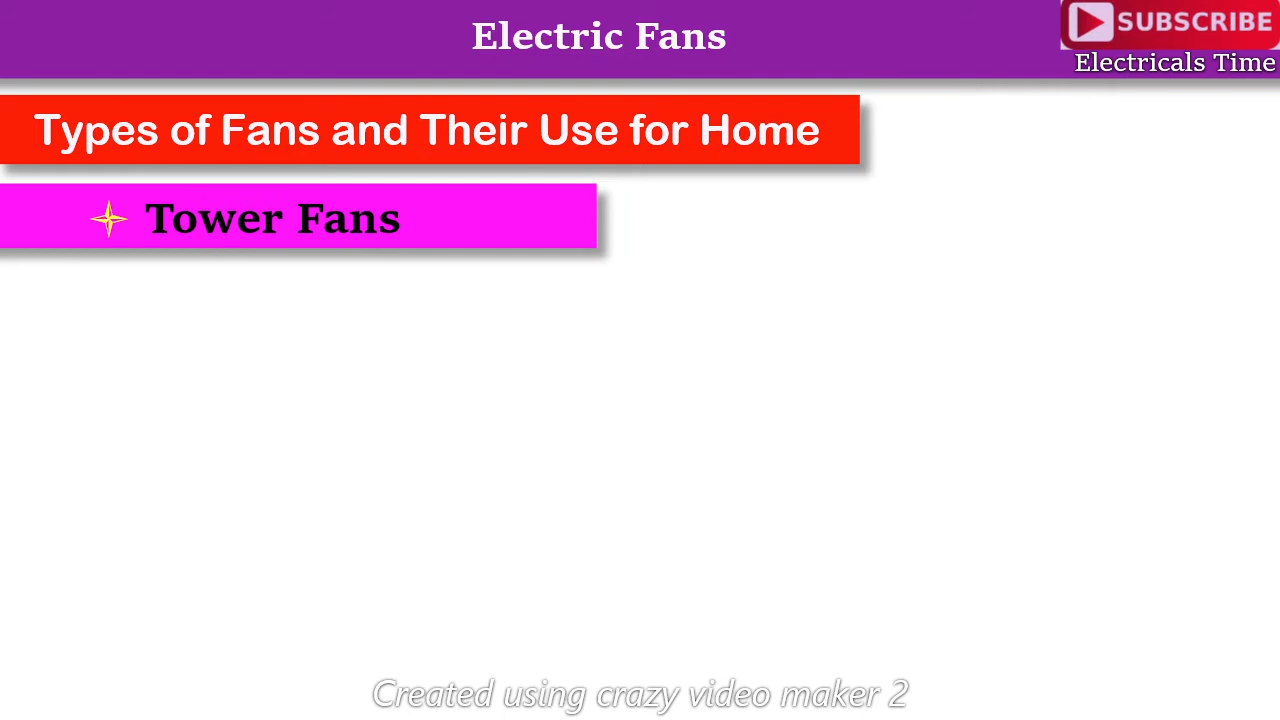 Electric Fans
SUBSCRIBE
Electricals Time
Types of Fans and Their Use for Home
Tower Fans
Created using crazy video maker 2